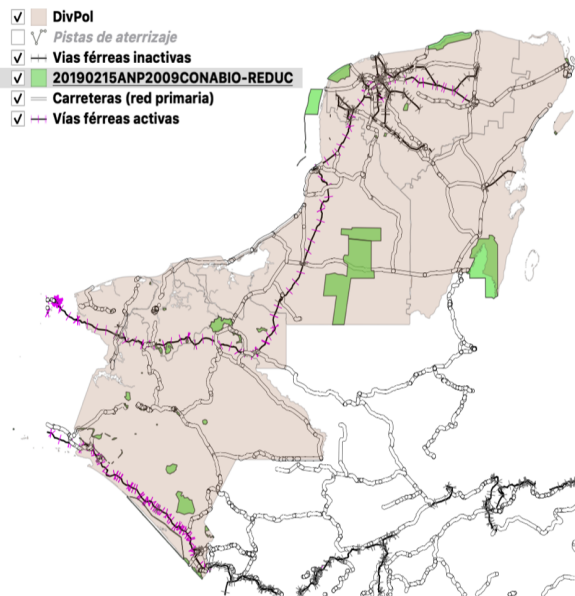 DivPol
Pistas de aterrizaje
Vias férreas inactivas
20190215ANP2009CONABIO-REDUC
Carreteras (red primaria)
Vías férreas activas